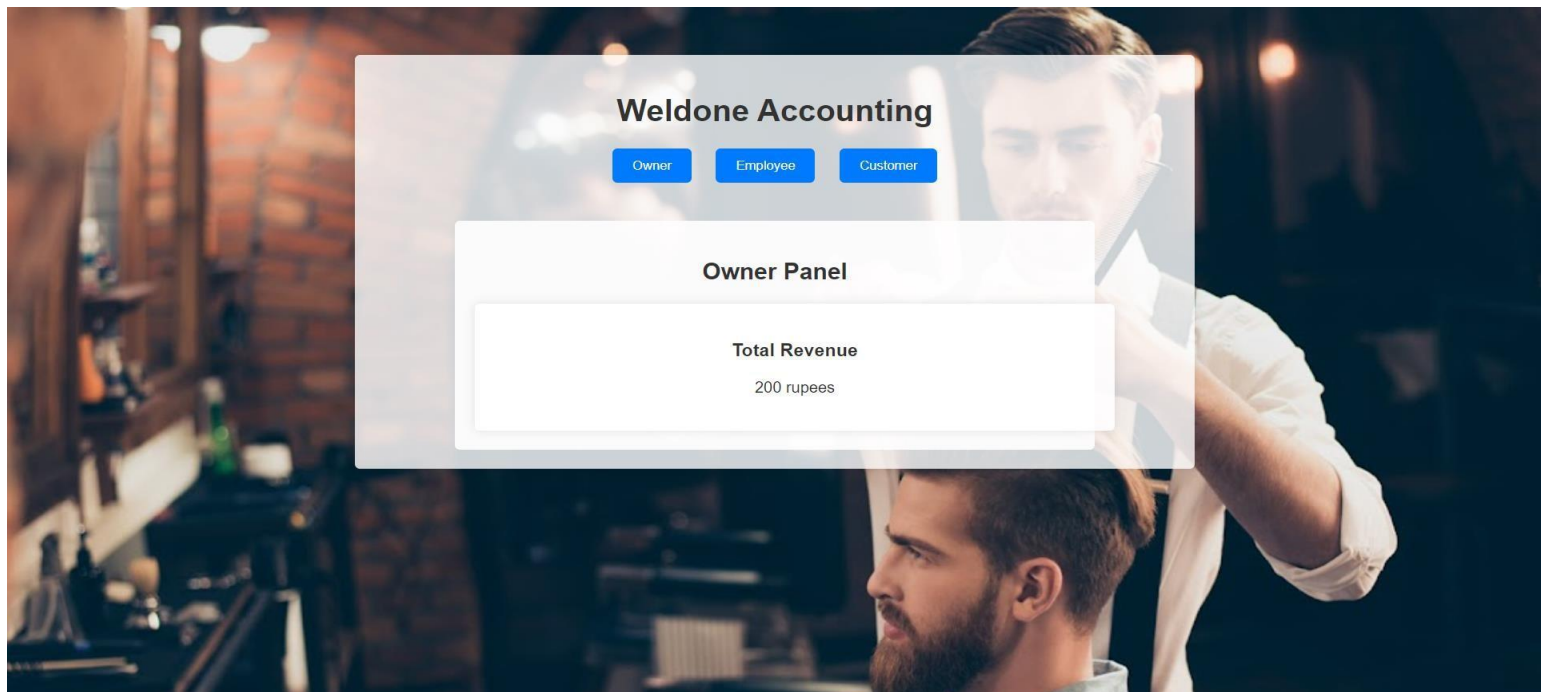 Weldone Accounting
Owner Employee Customer
Owner Panel
Total Revenue
200 rupees